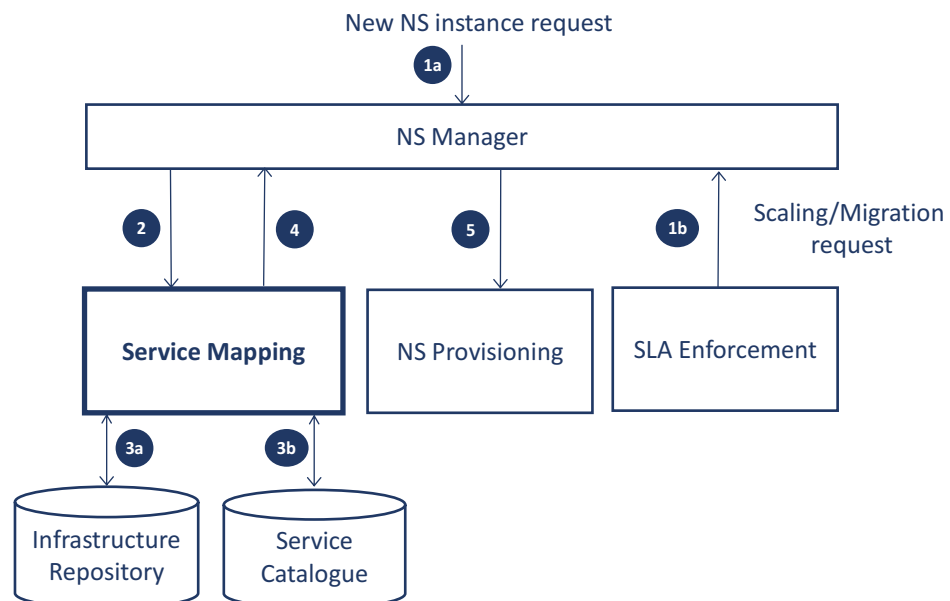 New NS instance request
1a
NS Manager
2
4
5
1b
Scaling/Migration
request
Service Mapping
NS Provisioning
SLA Enforcement
3a
3b
Infrastructure
Repository
Service
Catalogue